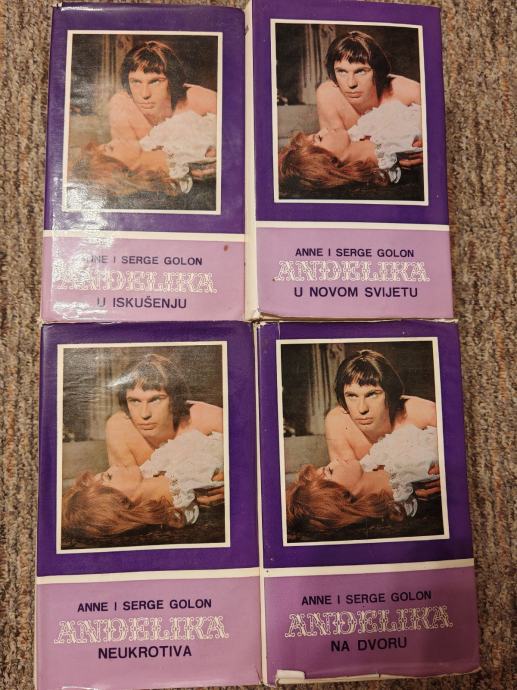 ANNE I SERGE GOLON
ANĐELIKA
U ISKUŠENJU
ANNE I SERGE GOLON
ANĐELIKA
U NOVOM SVIJETU
ANNE I SERGE GOLON
ANĐELIKA
NEUKROTIVA
ANNE I SERGE GOLON
ANĐELIKA
NA DVORU